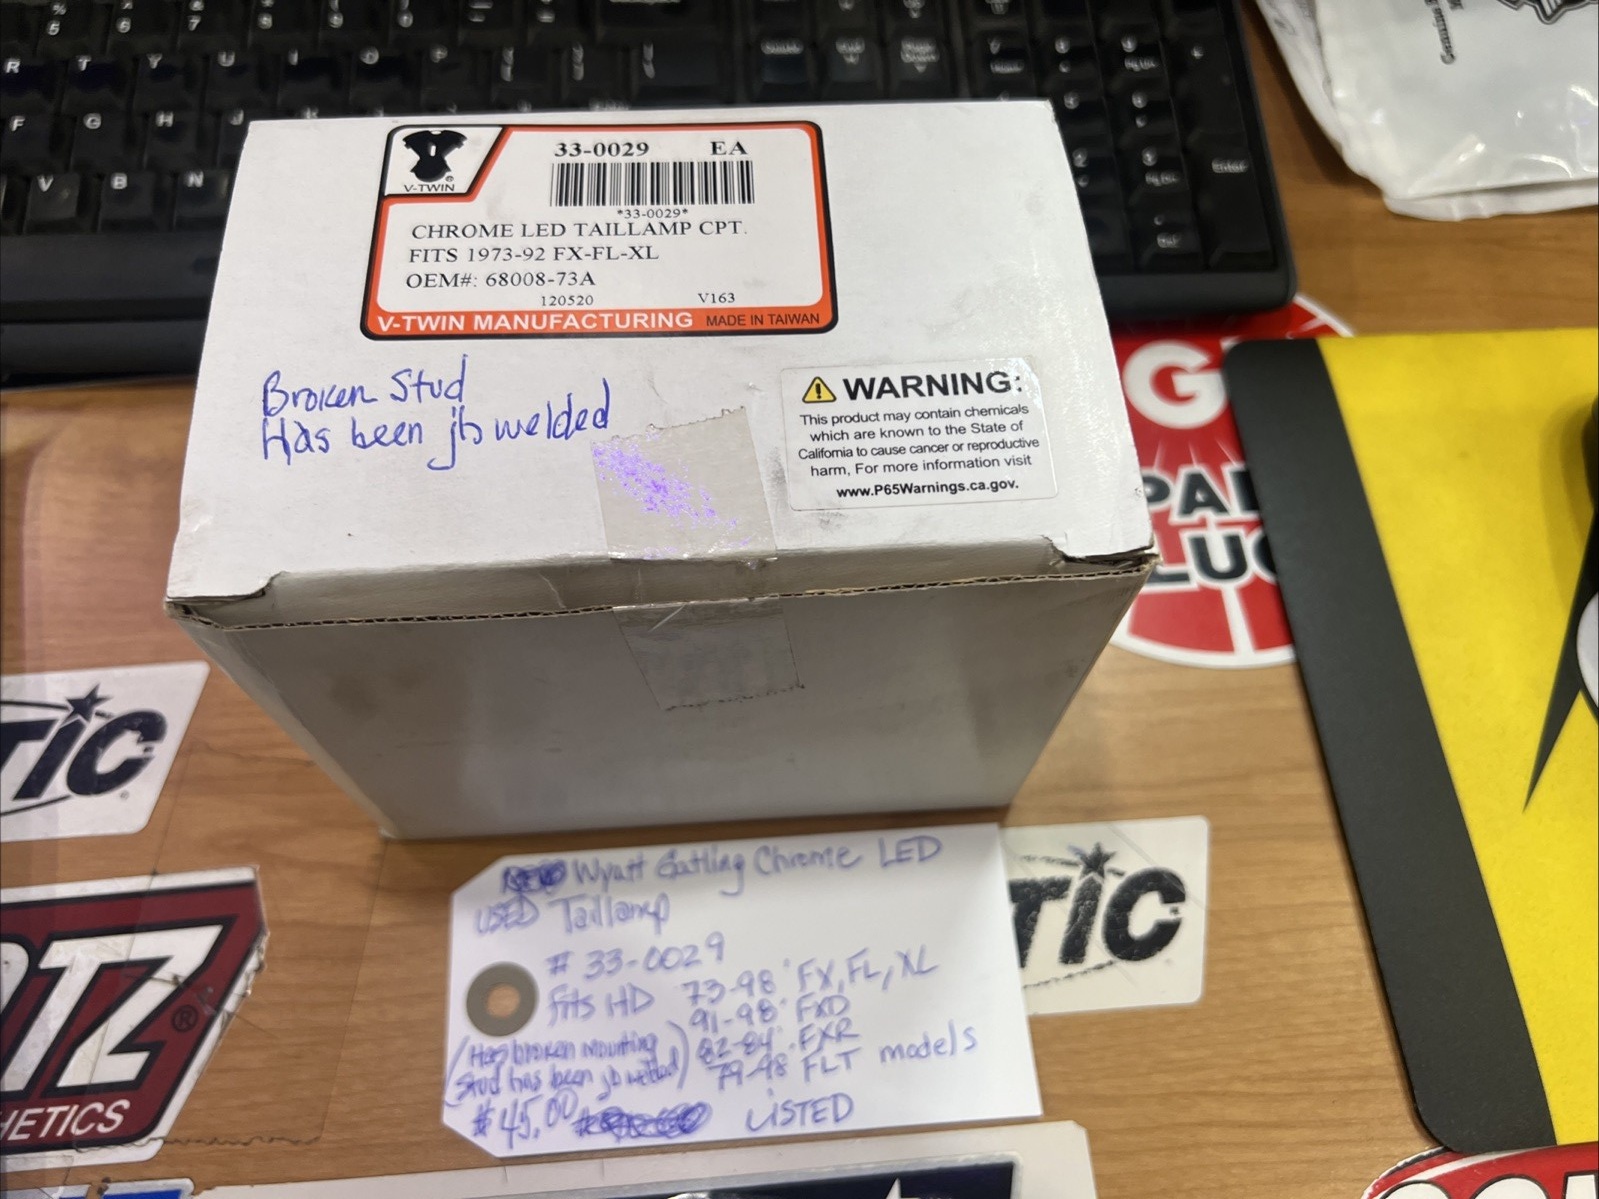 33-0029 EA
V-TWIN
*33-0029*
CHROME LED TAILLAMP CPT.
FITS 1973-92 FX-FL-XL
OEM#: 68008-73A
120520 V163
V-TWIN MANUFACTURING MADE IN TAIWAN
Broken Stud
Has been jb welded
WARNING:
This product may contain chemicals
which are known to the State of
California to cause cancer or reproductive
harm, For more information visit
www.P65Warnings.ca.gov.
Wyatt Gatling Chrome LED
USED Taillamp
# 33-0029
fits HD 73-98' FX, FL, XL
91-98' FXD
82-84' FXR
79-98' FLT models
(Has broken mounting
stud has been jb welded)
$45.00 LISTED
TIC
TIC
TZ
HETICS
R T Y U I O P
F G H J
V B N
Enter